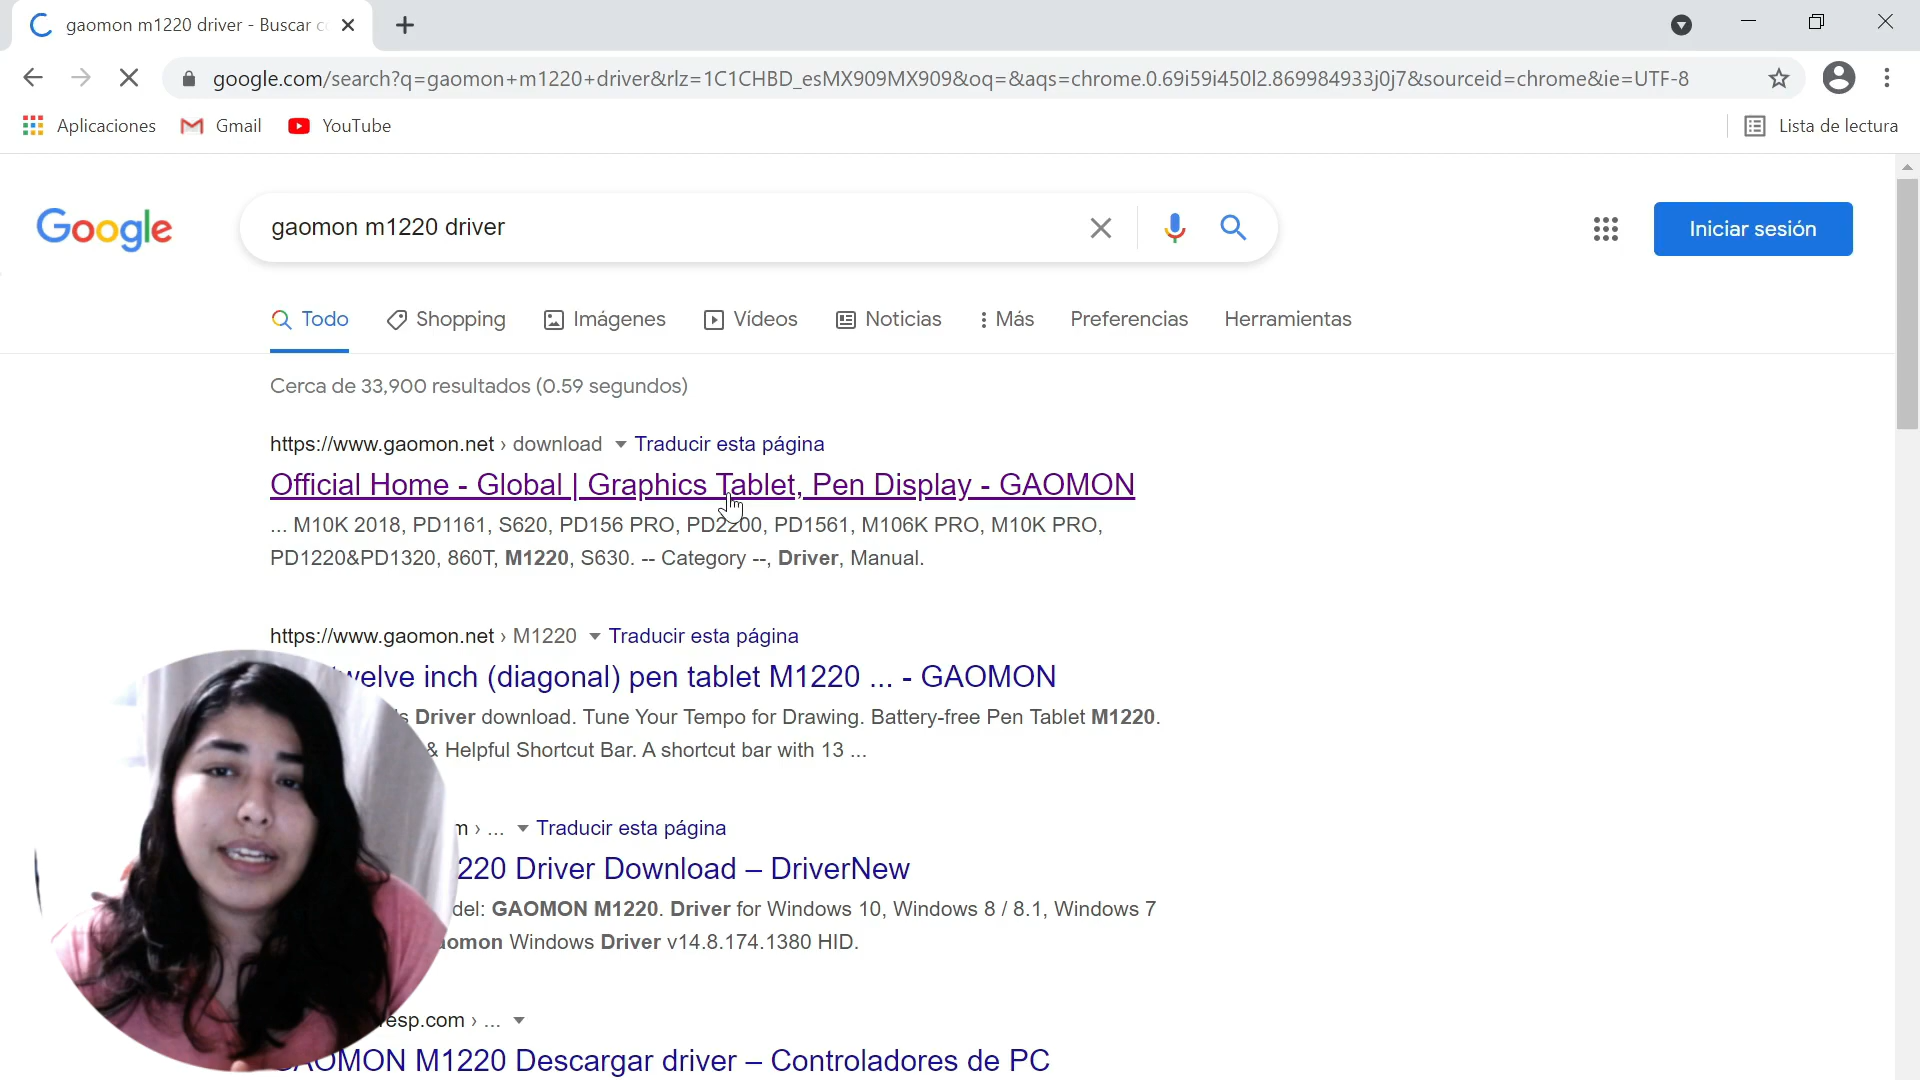 gaomon m1220 driver - Buscar c
google.com/search?q=gaomon+m1220+driver&rlz=1C1CHBD_esMX909MX909&oq=&aqs=chrome.0.69i59i450l2.869984933j0j7&sourceid=chrome&ie=UTF-8
Aplicaciones Gmail YouTube Lista de lectura
Google gaomon m1220 driver Iniciar sesión
Todo Shopping Imágenes Vídeos Noticias Más Preferencias Herramientas
Cerca de 33,900 resultados (0.59 segundos)
https://www.gaomon.net › download Traducir esta página
Official Home - Global | Graphics Tablet, Pen Display - GAOMON
... M10K 2018, PD1161, S620, PD156 PRO, PD2200, PD1561, M106K PRO, M10K PRO,
PD1220&PD1320, 860T, M1220, S630. -- Category --, Driver, Manual.
https://www.gaomon.net › M1220 Traducir esta página
welve inch (diagonal) pen tablet M1220 ... - GAOMON
s Driver download. Tune Your Tempo for Drawing. Battery-free Pen Tablet M1220.
& Helpful Shortcut Bar. A shortcut bar with 13 ...
m › ... Traducir esta página
220 Driver Download – DriverNew
del: GAOMON M1220. Driver for Windows 10, Windows 8 / 8.1, Windows 7
aomon Windows Driver v14.8.174.1380 HID.
esp.com › ...
GAOMON M1220 Descargar driver – Controladores de PC